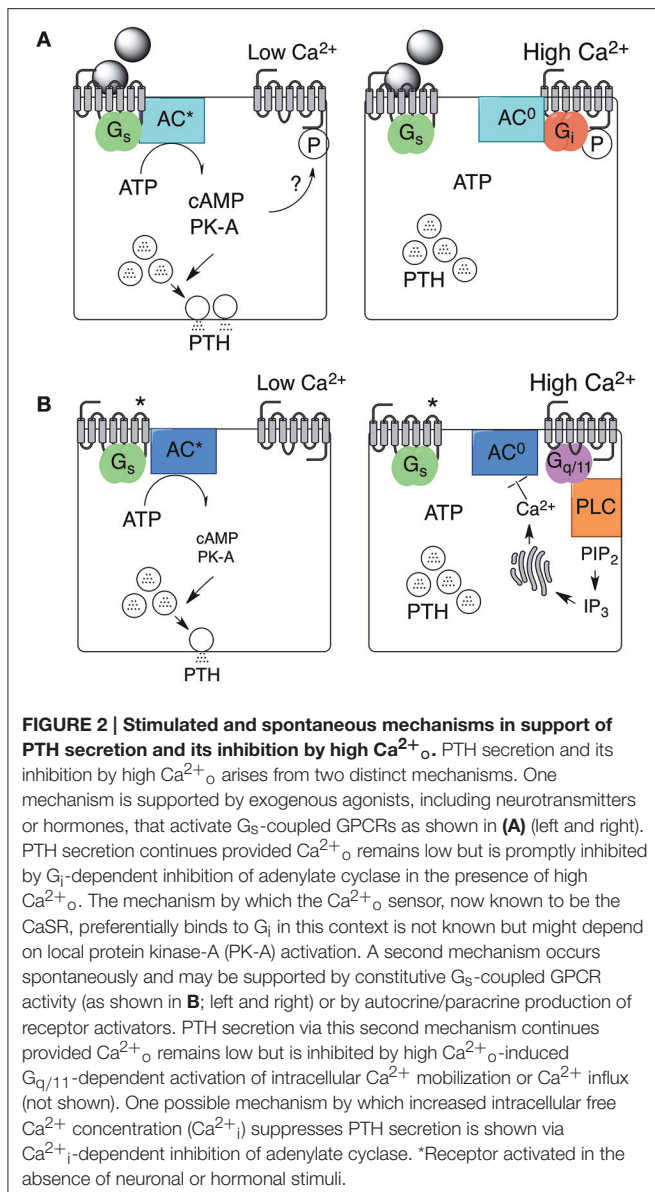 A
Low Ca²⁺
High Ca²⁺
Gₛ
AC*
P
Gₛ
AC⁰
Gᵢ
P
ATP
cAMP
PK-A
?
ATP
PTH
PTH
B
*
Low Ca²⁺
*
High Ca²⁺
Gₛ
AC*
Gₛ
AC⁰
G_q/11
ATP
cAMP
PK-A
ATP
Ca²⁺
PLC
PIP₂
IP₃
PTH
PTH
FIGURE 2 | Stimulated and spontaneous mechanisms in support of
PTH secretion and its inhibition by high Ca²⁺ₒ. PTH secretion and its
inhibition by high Ca²⁺ₒ arises from two distinct mechanisms. One
mechanism is supported by exogenous agonists, including neurotransmitters
or hormones, that activate Gₛ-coupled GPCRs as shown in (A) (left and right).
PTH secretion continues provided Ca²⁺ₒ remains low but is promptly inhibited
by Gᵢ-dependent inhibition of adenylate cyclase in the presence of high
Ca²⁺ₒ. The mechanism by which the Ca²⁺ₒ sensor, now known to be the
CaSR, preferentially binds to Gᵢ in this context is not known but might depend
on local protein kinase-A (PK-A) activation. A second mechanism occurs
spontaneously and may be supported by constitutive Gₛ-coupled GPCR
activity (as shown in B; left and right) or by autocrine/paracrine production of
receptor activators. PTH secretion via this second mechanism continues
provided Ca²⁺ₒ remains low but is inhibited by high Ca²⁺ₒ-induced
G_q/11-dependent activation of intracellular Ca²⁺ mobilization or Ca²⁺ influx
(not shown). One possible mechanism by which increased intracellular free
Ca²⁺ concentration (Ca²⁺ᵢ) suppresses PTH secretion is shown via
Ca²⁺ᵢ-dependent inhibition of adenylate cyclase. *Receptor activated in the
absence of neuronal or hormonal stimuli.